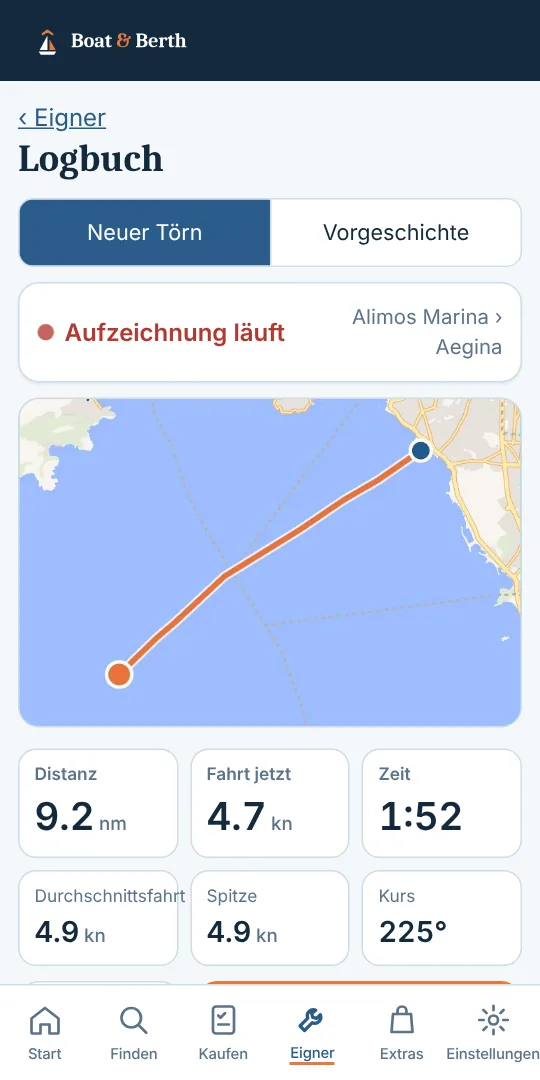 Boat & Berth
‹ Eigner
Logbuch
Neuer Törn
Vorgeschichte
Aufzeichnung läuft
Alimos Marina ›
Aegina
Distanz
9.2 nm
Fahrt jetzt
4.7 kn
Zeit
1:52
Durchschnittsfahrt
4.9 kn
Spitze
4.9 kn
Kurs
225°
Start
Finden
Kaufen
Eigner
Extras
Einstellungen